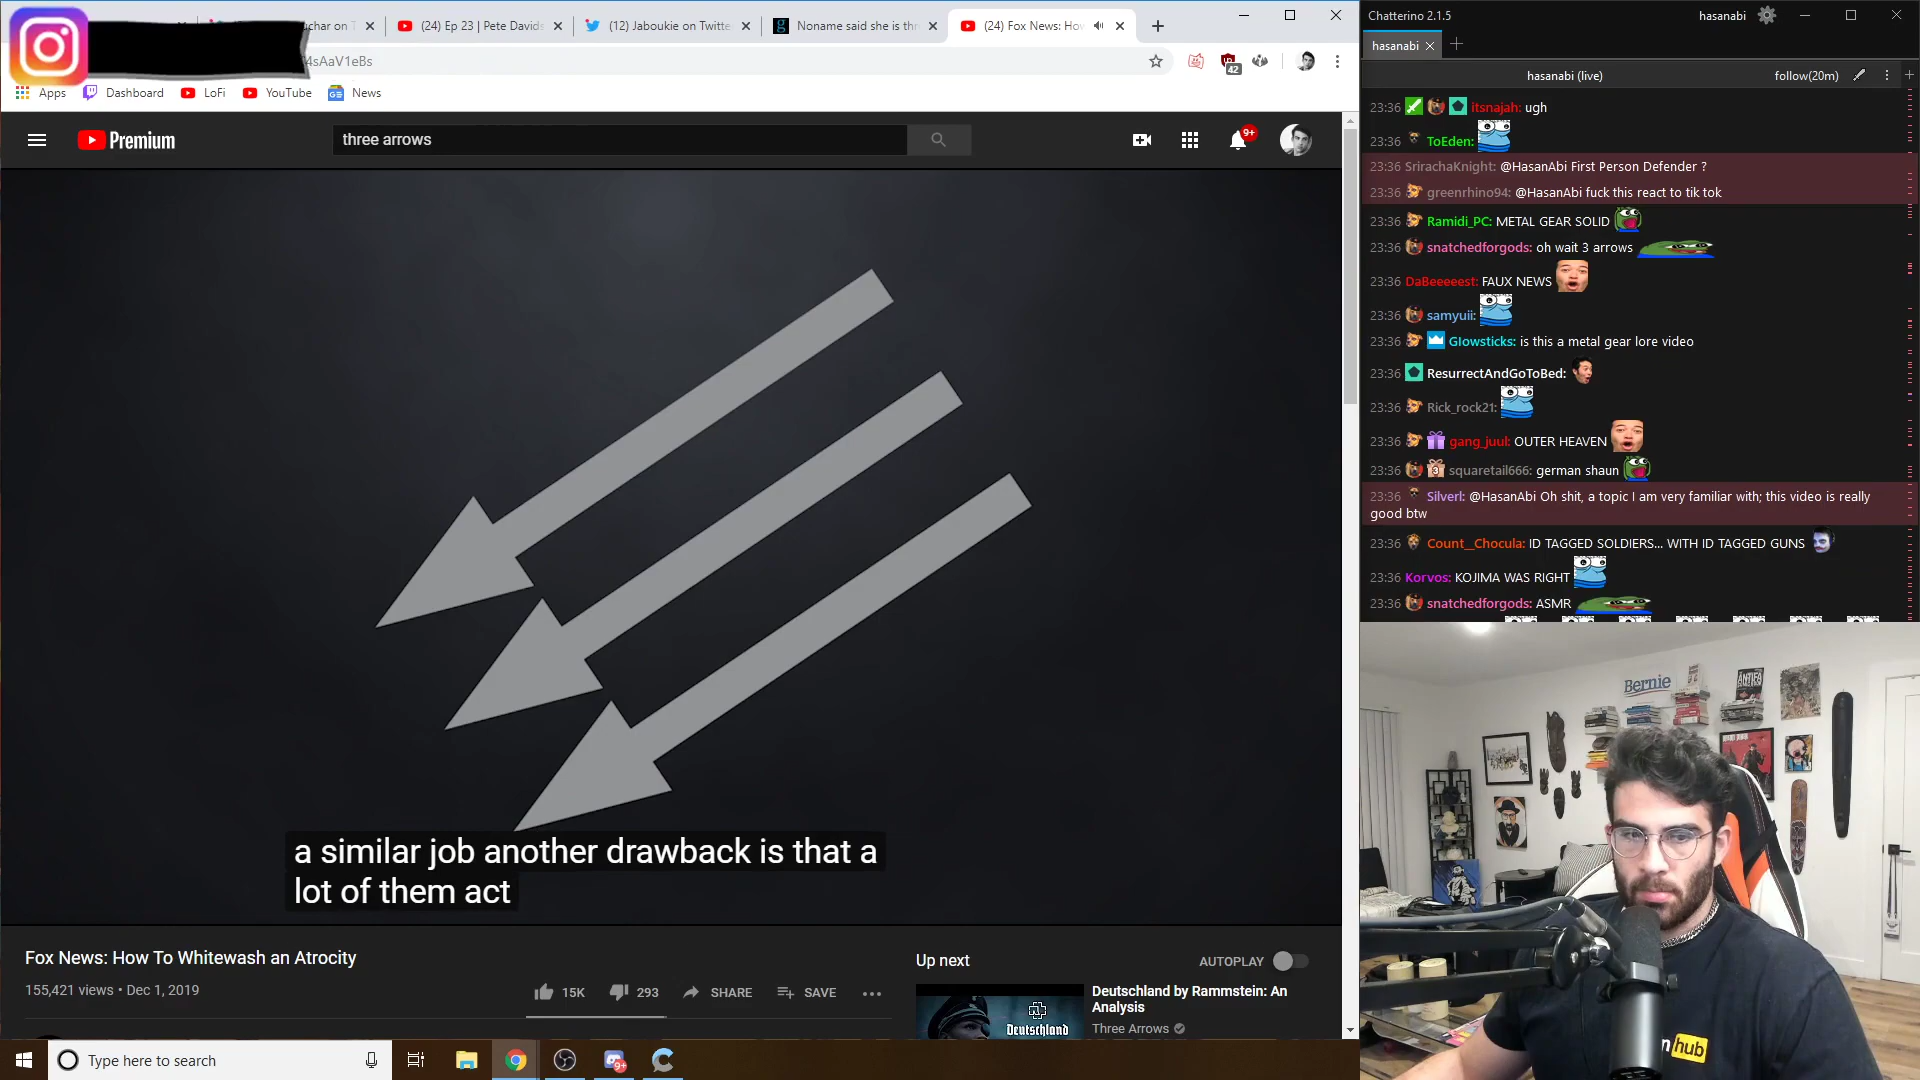 uchar on T
(24) Ep 23 | Pete Davids
(12) Jaboukie on Twitte
Noname said she is thr
(24) Fox News: Ho
4sAaV1eBs
42
Apps
Dashboard
LoFi
YouTube
News
Premium
three arrows
9+
a similar job another drawback is that a
lot of them act
Fox News: How To Whitewash an Atrocity
155,421 views • Dec 1, 2019
15K
293
SHARE
SAVE
Up next
AUTOPLAY
Deutschland
Deutschland by Rammstein: An
Analysis
Three Arrows
Type here to search
9+
Chatterino 2.1.5
hasanabi
hasanabi
hasanabi (live)
follow(20m)
23:36 itsnajah: ugh
23:36 ToEden:
23:36 SrirachaKnight: @HasanAbi First Person Defender ?
23:36 greenrhino94: @HasanAbi fuck this react to tik tok
23:36 Ramidi_PC: METAL GEAR SOLID
23:36 snatchedforgods: oh wait 3 arrows
23:36 DaBeeeeest: FAUX NEWS
23:36 samyuii:
23:36 Glowsticks: is this a metal gear lore video
23:36 ResurrectAndGoToBed:
23:36 Rick_rock21:
23:36 gang_juul: OUTER HEAVEN
23:36 squaretail666: german shaun
23:36 Silverl: @HasanAbi Oh shit, a topic I am very familiar with; this video is really
good btw
23:36 Count__Chocula: ID TAGGED SOLDIERS... WITH ID TAGGED GUNS
23:36 Korvos: KOJIMA WAS RIGHT
23:36 snatchedforgods: ASMR
Bernie
ANTIFA
n hub